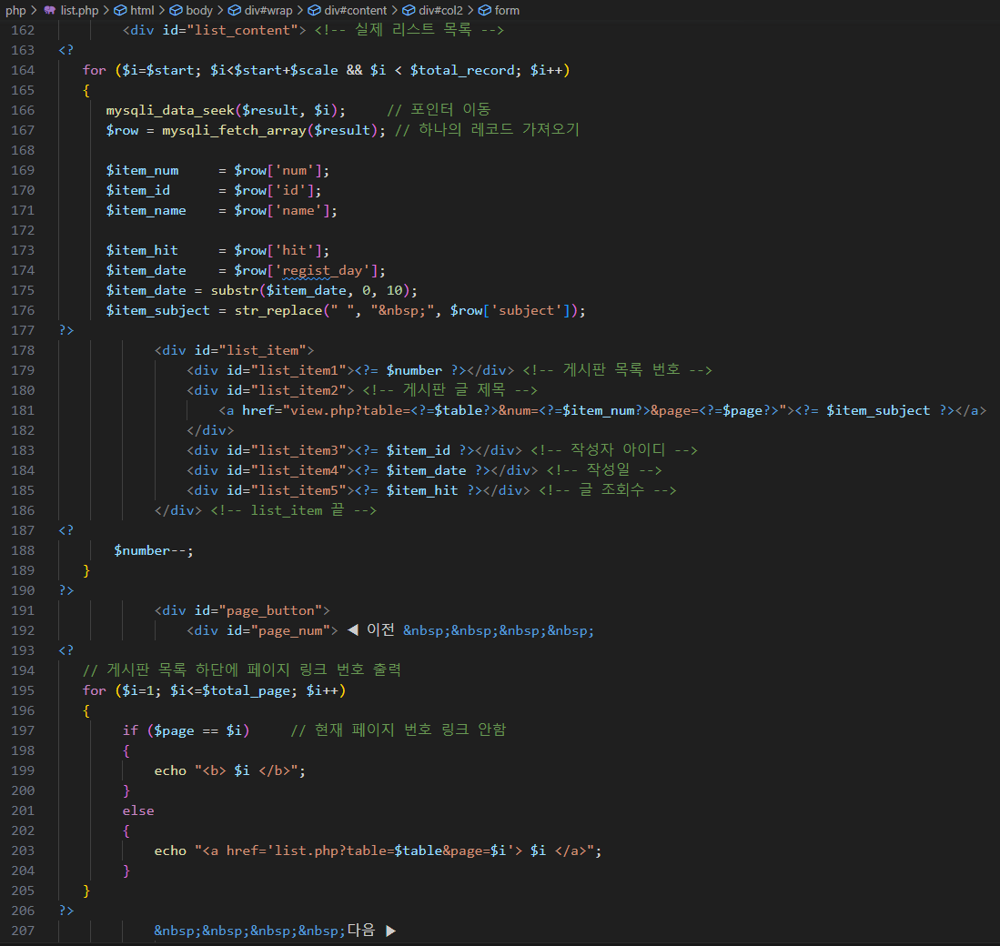 php > list.php > html > body > div#wrap > div#content > div#col2 > form
162 <div id="list_content"> <!-- 실제 리스트 목록 -->
163 <?
164 for ($i=$start; $i<$start+$scale && $i < $total_record; $i++)
165 {
166 mysqli_data_seek($result, $i); // 포인터 이동
167 $row = mysqli_fetch_array($result); // 하나의 레코드 가져오기
168
169 $item_num = $row['num'];
170 $item_id = $row['id'];
171 $item_name = $row['name'];
172
173 $item_hit = $row['hit'];
174 $item_date = $row['regist_day'];
175 $item_date = substr($item_date, 0, 10);
176 $item_subject = str_replace(" ", "&nbsp;", $row['subject']);
177 ?>
178 <div id="list_item">
179 <div id="list_item1"><?= $number ?></div> <!-- 게시판 목록 번호 -->
180 <div id="list_item2"> <!-- 게시판 글 제목 -->
181 <a href="view.php?table=<?=$table?>&num=<?=$item_num?>&page=<?=$page?>"><?= $item_subject ?></a>
182 </div>
183 <div id="list_item3"><?= $item_id ?></div> <!-- 작성자 아이디 -->
184 <div id="list_item4"><?= $item_date ?></div> <!-- 작성일 -->
185 <div id="list_item5"><?= $item_hit ?></div> <!-- 글 조회수 -->
186 </div> <!-- list_item 끝 -->
187 <?
188 $number--;
189 }
190 ?>
191 <div id="page_button">
192 <div id="page_num"> ◀ 이전 &nbsp;&nbsp;&nbsp;&nbsp;
193 <?
194 // 게시판 목록 하단에 페이지 링크 번호 출력
195 for ($i=1; $i<=$total_page; $i++)
196 {
197 if ($page == $i) // 현재 페이지 번호 링크 안함
198 {
199 echo "<b> $i </b>";
200 }
201 else
202 {
203 echo "<a href='list.php?table=$table&page=$i'> $i </a>";
204 }
205 }
206 ?>
207 &nbsp;&nbsp;&nbsp;&nbsp;다음 ▶